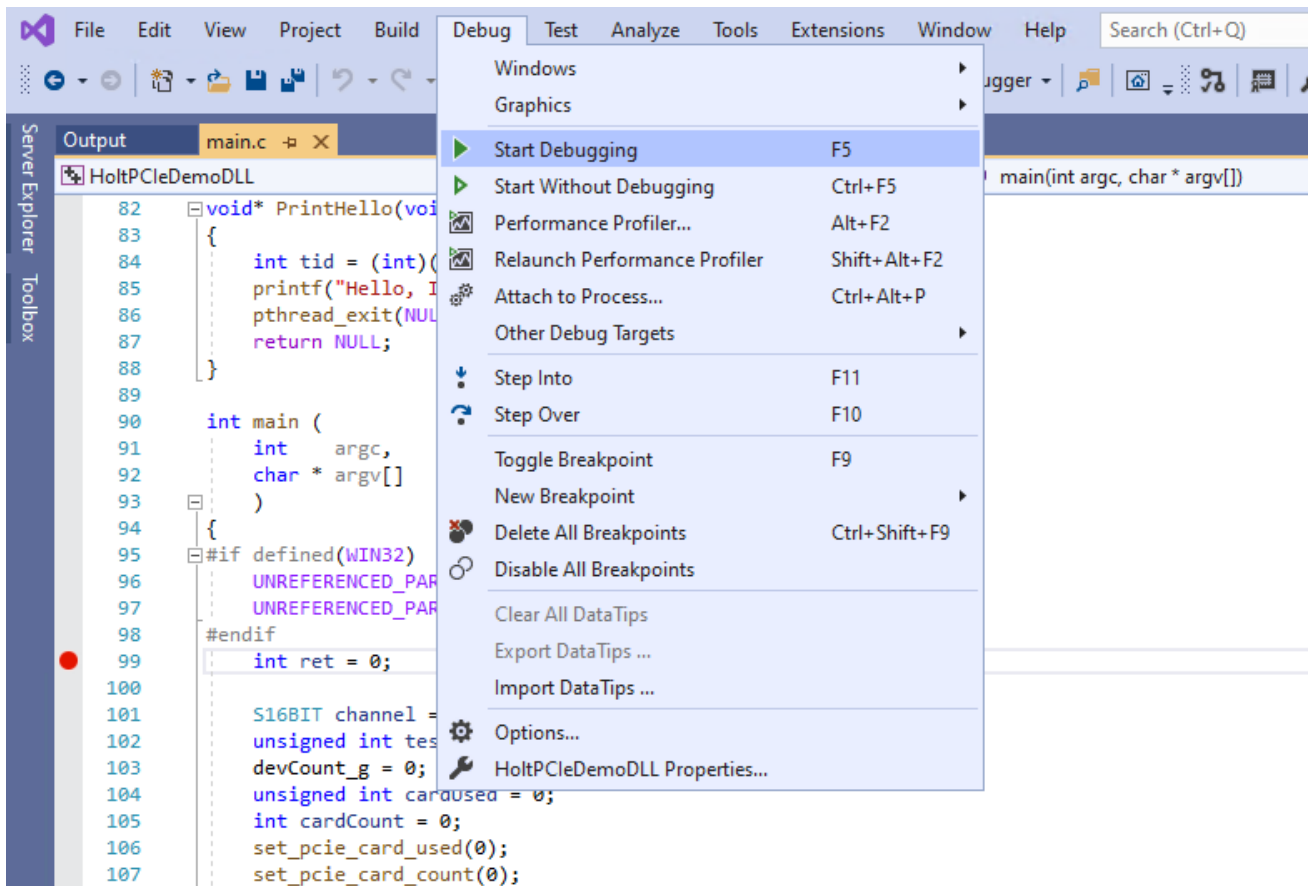 File Edit View Project Build Debug Test Analyze Tools Extensions Window Help Search (Ctrl+Q)
Server Explorer
Toolbox
Output main.c
HoltPCIeDemoDLL
main(int argc, char * argv[])
Windows
Graphics
Start Debugging F5
Start Without Debugging Ctrl+F5
Performance Profiler... Alt+F2
Relaunch Performance Profiler Shift+Alt+F2
Attach to Process... Ctrl+Alt+P
Other Debug Targets
Step Into F11
Step Over F10
Toggle Breakpoint F9
New Breakpoint
Delete All Breakpoints Ctrl+Shift+F9
Disable All Breakpoints
Clear All DataTips
Export DataTips ...
Import DataTips ...
Options...
HoltPCIeDemoDLL Properties...
82 void* PrintHello(voi
83 {
84 int tid = (int)(
85 printf("Hello, I
86 pthread_exit(NUL
87 return NULL;
88 }
89
90 int main (
91 int argc,
92 char * argv[]
93 )
94 {
95 #if defined(WIN32)
96 UNREFERENCED_PAR
97 UNREFERENCED_PAR
98 #endif
99 int ret = 0;
100
101 S16BIT channel =
102 unsigned int tes
103 devCount_g = 0;
104 unsigned int cardUsed = 0;
105 int cardCount = 0;
106 set_pcie_card_used(0);
107 set_pcie_card_count(0);